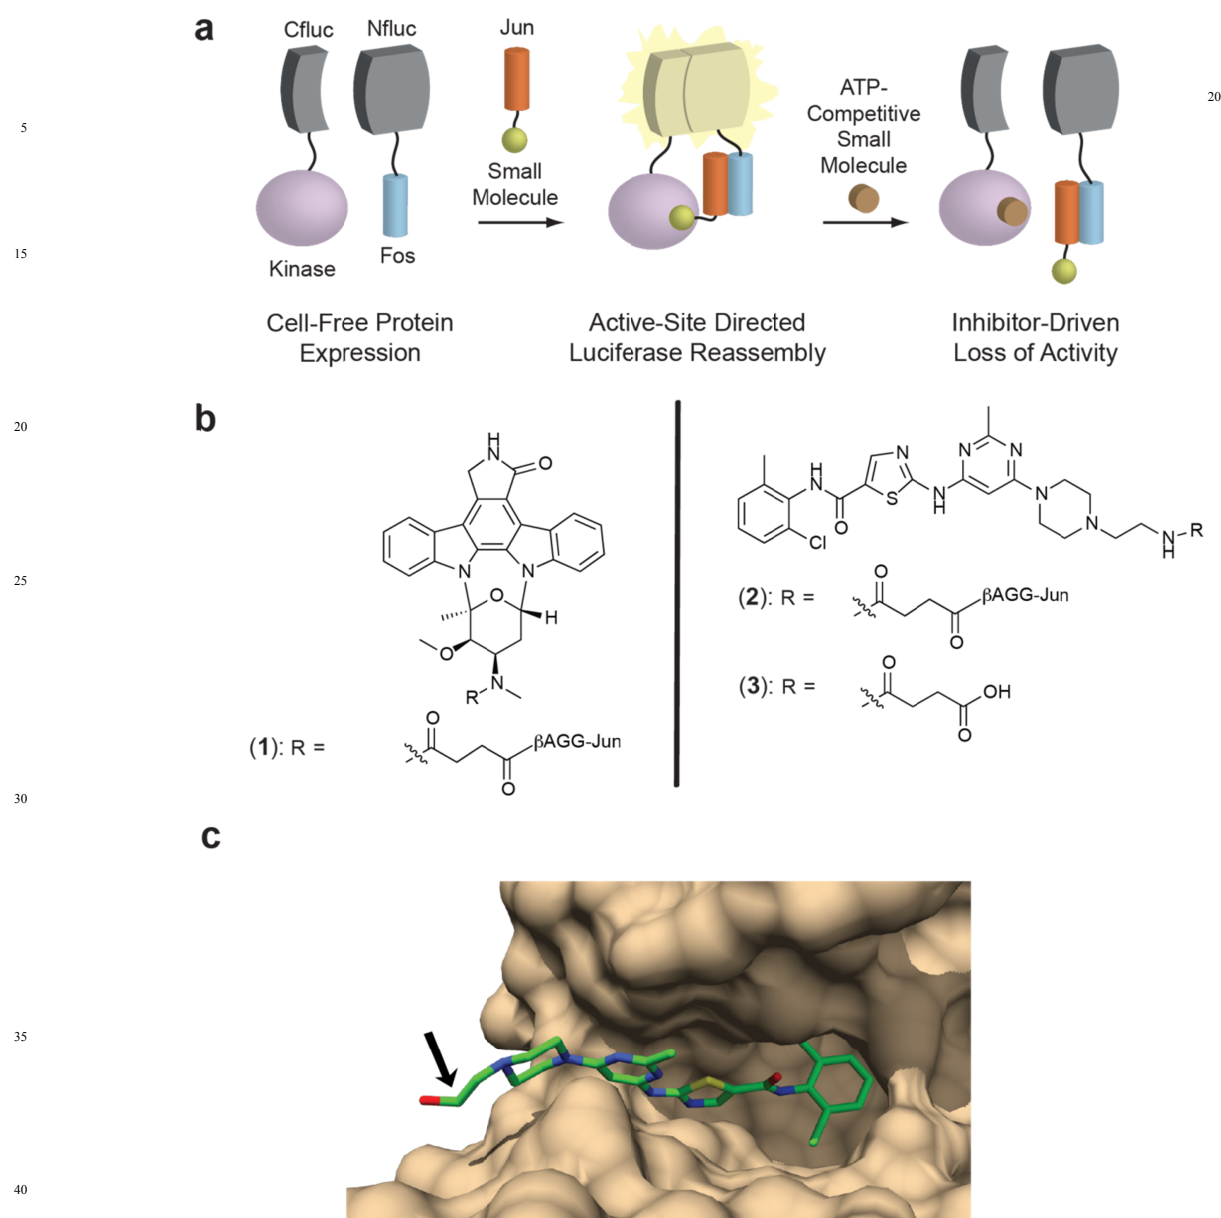 a
Cfluc
Nfluc
Jun
20
ATP-
Competitive
Small
Molecule
5
Small
Molecule
Fos
15
Kinase
Cell-Free Protein
Expression
Active-Site Directed
Luciferase Reassembly
Inhibitor-Driven
Loss of Activity
b
20
H
N
O
N
N
O
H
O
N
R
(1): R =
O
βAGG-Jun
O
N
N
N
H
N
S
N
H
O
Cl
N
N
N
H
R
25
(2): R =
O
βAGG-Jun
O
(3): R =
O
OH
O
30
c
35
40